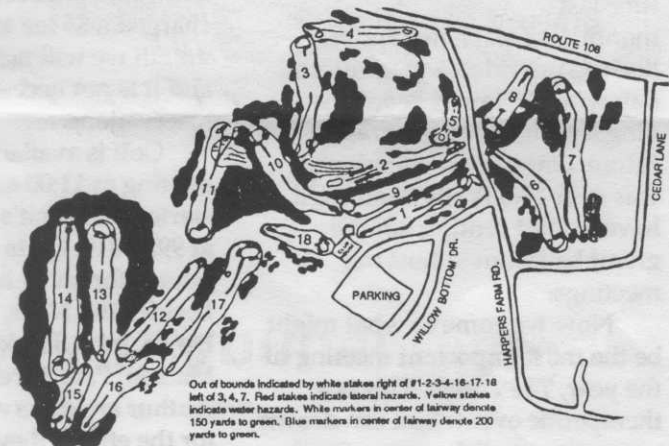 4
ROUTE 108
3
8
5
7
CEDAR LANE
2
10
6
11
9
1
18
PARKING
WILLOW BOTTOM DR.
HARPERS FARM RD.
14
13
12
17
16
15
Out of bounds indicated by white stakes right of #1-2-3-4-16-17-18
left of 3, 4, 7. Red stakes indicate lateral hazards. Yellow stakes
indicate water hazards. White markers in center of fairway denote
150 yards to green. Blue markers in center of fairway denote 200
yards to green.